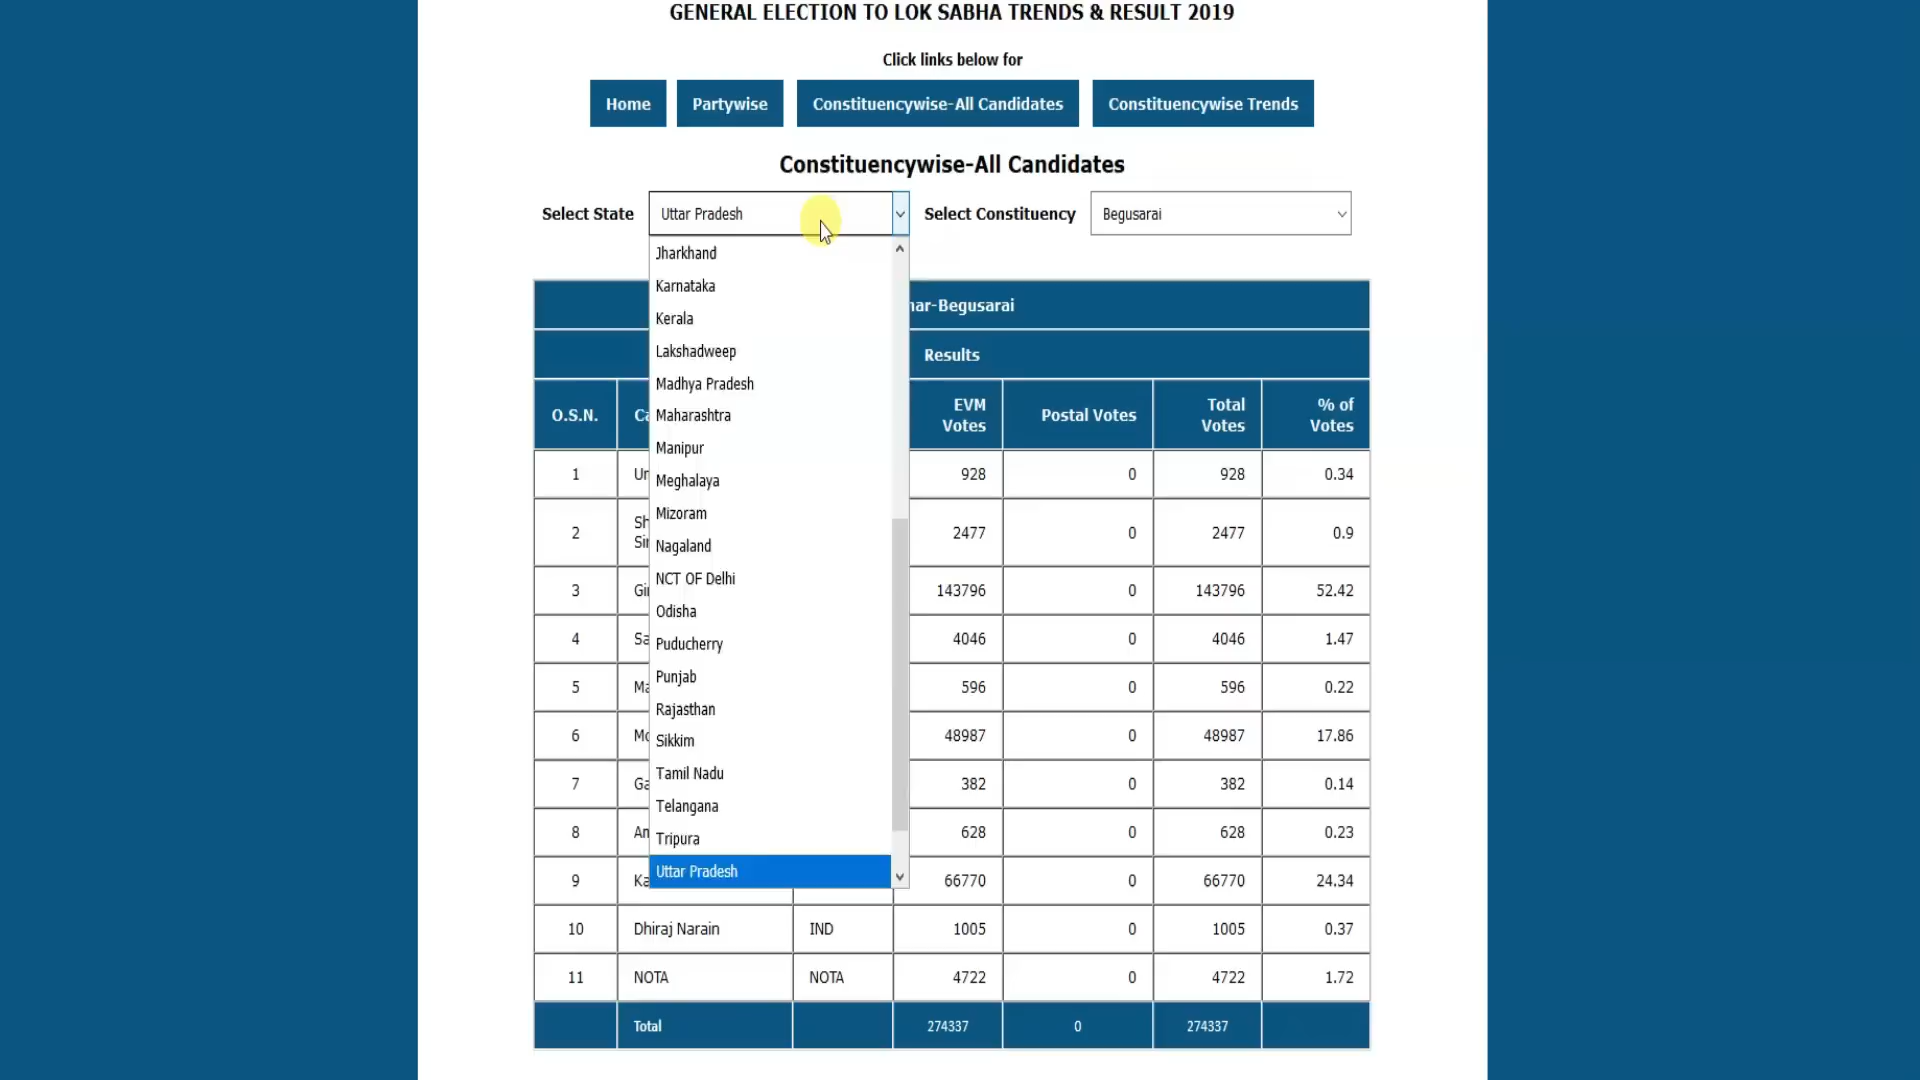 GENERAL ELECTION TO LOK SABHA TRENDS & RESULT 2019
Click links below for
Home Partywise Constituencywise-All Candidates Constituencywise Trends
Constituencywise-All Candidates
Select State Uttar Pradesh Select Constituency Begusarai
Jharkhand
Karnataka
Kerala
Lakshadweep
Madhya Pradesh
Maharashtra
Manipur
Meghalaya
Mizoram
Nagaland
NCT OF Delhi
Odisha
Puducherry
Punjab
Rajasthan
Sikkim
Tamil Nadu
Telangana
Tripura
Uttar Pradesh
har-Begusarai
Results
O.S.N. EVM Votes Postal Votes Total Votes % of Votes
1 928 0 928 0.34
2 2477 0 2477 0.9
3 143796 0 143796 52.42
4 4046 0 4046 1.47
5 596 0 596 0.22
6 48987 0 48987 17.86
7 382 0 382 0.14
8 628 0 628 0.23
9 66770 0 66770 24.34
10 Dhiraj Narain IND 1005 0 1005 0.37
11 NOTA NOTA 4722 0 4722 1.72
Total 274337 0 274337